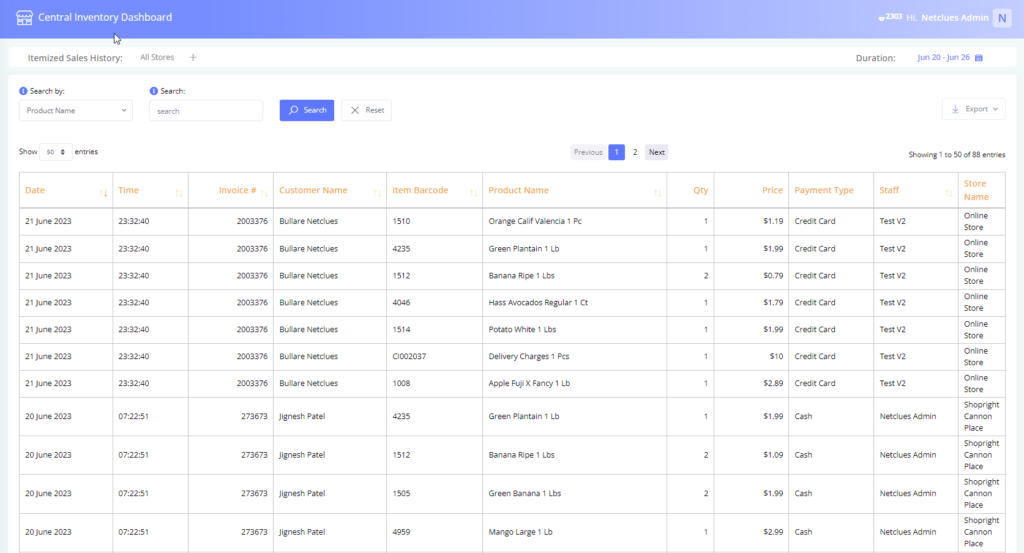 Central Inventory Dashboard
2303 Hi, Netclues Admin N
Itemized Sales History: All Stores +
Duration: Jun 20 - Jun 26
Search by: Search:
Product Name search Search Reset Export
Show 50 entries Previous 1 2 Next Showing 1 to 50 of 88 entries
Date Time Invoice # Customer Name Item Barcode Product Name Qty Price Payment Type Staff Store Name
21 June 2023 23:32:40 2003376 Bullare Netclues 1510 Orange Calif Valencia 1 Pc 1 $1.19 Credit Card Test V2 Online Store
21 June 2023 23:32:40 2003376 Bullare Netclues 4235 Green Plantain 1 Lb 1 $1.99 Credit Card Test V2 Online Store
21 June 2023 23:32:40 2003376 Bullare Netclues 1512 Banana Ripe 1 Lbs 2 $0.79 Credit Card Test V2 Online Store
21 June 2023 23:32:40 2003376 Bullare Netclues 4046 Hass Avocados Regular 1 Ct 1 $1.79 Credit Card Test V2 Online Store
21 June 2023 23:32:40 2003376 Bullare Netclues 1514 Potato White 1 Lbs 1 $1.99 Credit Card Test V2 Online Store
21 June 2023 23:32:40 2003376 Bullare Netclues CI002037 Delivery Charges 1 Pcs 1 $10 Credit Card Test V2 Online Store
21 June 2023 23:32:40 2003376 Bullare Netclues 1008 Apple Fuji X Fancy 1 Lb 1 $2.89 Credit Card Test V2 Online Store
20 June 2023 07:22:51 273673 Jignesh Patel 4235 Green Plantain 1 Lb 1 $1.99 Cash Netclues Admin Shopright Cannon Place
20 June 2023 07:22:51 273673 Jignesh Patel 1512 Banana Ripe 1 Lbs 2 $1.09 Cash Netclues Admin Shopright Cannon Place
20 June 2023 07:22:51 273673 Jignesh Patel 1505 Green Banana 1 Lbs 2 $1.99 Cash Netclues Admin Shopright Cannon Place
20 June 2023 07:22:51 273673 Jignesh Patel 4959 Mango Large 1 Lb 1 $2.99 Cash Netclues Admin Shopright Cannon Place